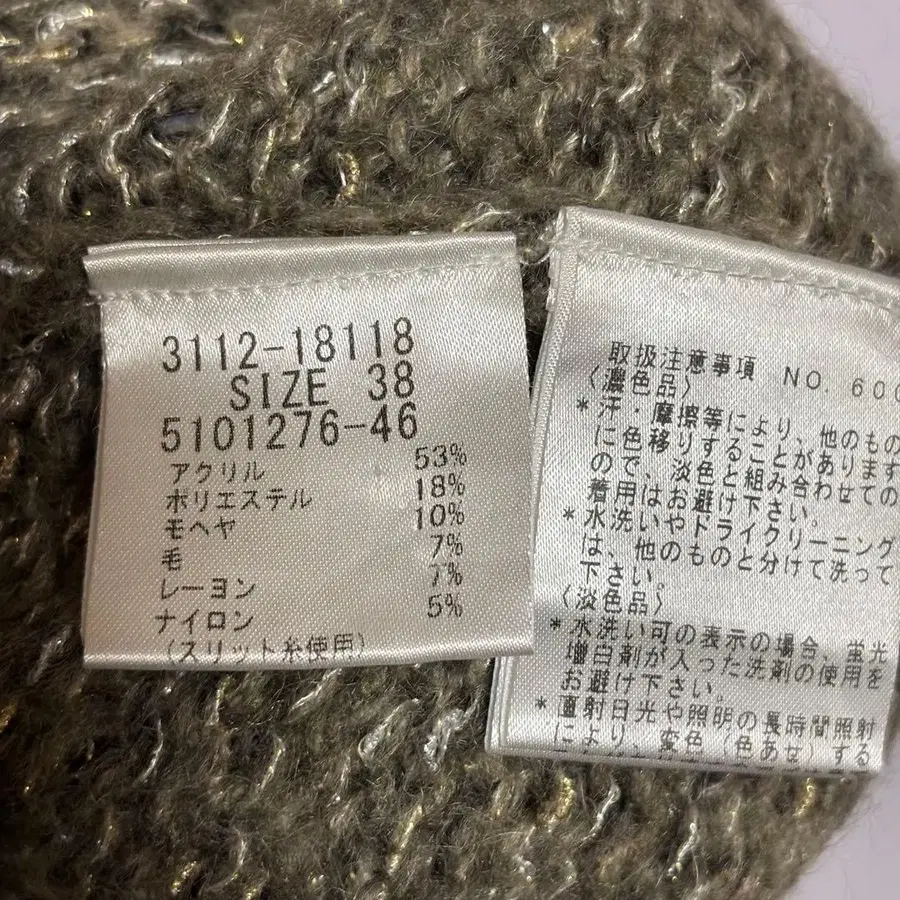 3112-18118
SIZE 38
5101276-46
アクリル 53%
ポリエステル 18%
モヘヤ 10%
毛 7%
レーヨン 7%
ナイロン 5%
(スリット糸使用)
取扱注意事項 NO. 600
〈濃色品〉
*汗・摩擦等により、他のもの
に色移りすることがあります
ので、淡色と組み合わせての
着用はお避け下さい。
*水洗いやドライクリーニング
は、他のものと分けて洗って
下さい。
〈淡色品〉
*水洗い可の表示の場合、蛍光
増白剤が入った洗剤の使用を
お避け下さい。
*直射日光や照明の長時間照射
により、変色(色あせ)する